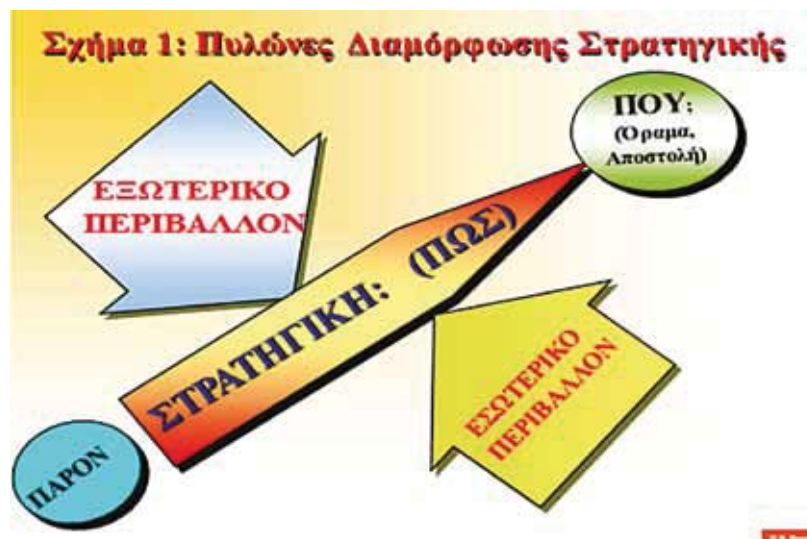 Σχήμα 1: Πυλώνες Διαμόρφωσης Στρατηγικής
ΠΟΥ;
(Όραμα,
Αποστολή)
ΕΞΩΤΕΡΙΚΟ
ΠΕΡΙΒΑΛΛΟΝ
ΣΤΡΑΤΗΓΙΚΗ: (ΠΩΣ)
ΕΣΩΤΕΡΙΚΟ
ΠΕΡΙΒΑΛΛΟΝ
ΠΑΡΟΝ